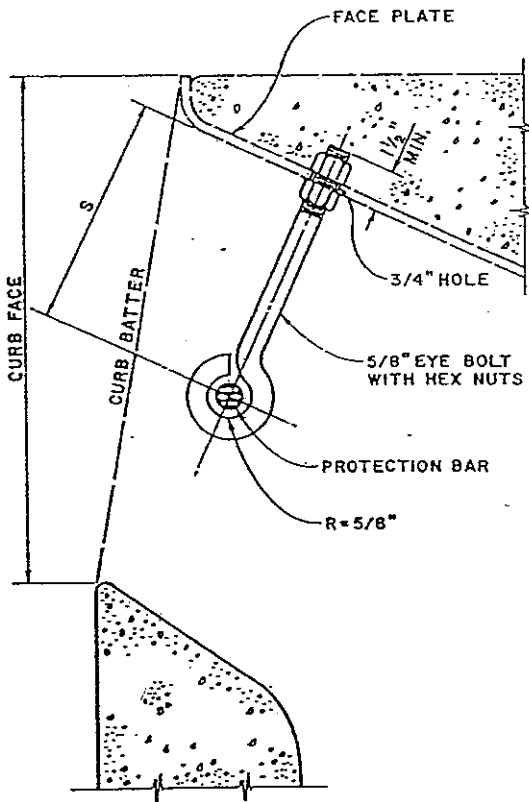 FACE PLATE
1½" MIN.
S
CURB FACE
CURB BATTER
3/4" HOLE
5/8" EYE BOLT
WITH HEX NUTS
PROTECTION BAR
R=5/8"